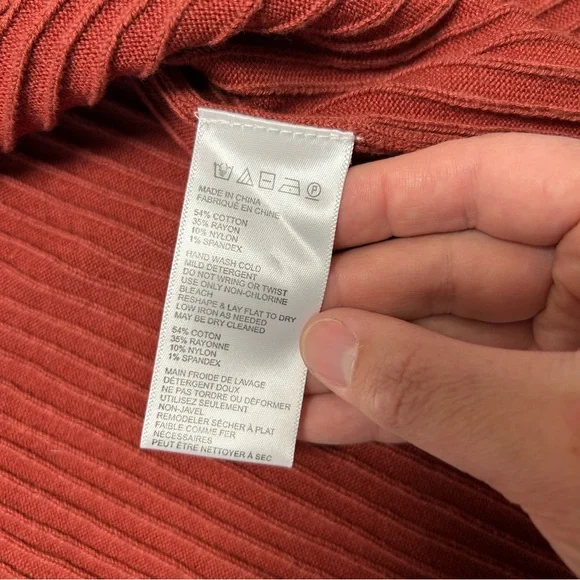 MADE IN CHINA
FABRIQUÉ EN CHINE
54% COTTON
35% RAYON
10% NYLON
1% SPANDEX
HAND WASH COLD
MILD DETERGENT
DO NOT WRING OR TWIST
USE ONLY NON-CHLORINE
BLEACH
RESHAPE & LAY FLAT TO DRY
LOW IRON AS NEEDED
MAY BE DRY CLEANED
54% COTON
35% RAYONNE
10% NYLON
1% SPANDEX
MAIN FROIDE DE LAVAGE
DÉTERGENT DOUX
NE PAS TORDRE OU DÉFORMER
UTILISEZ SEULEMENT
NON-JAVEL
REMODELER SÉCHER À PLAT
FAIBLE COMME FER
NÉCESSAIRES
PEUT ÊTRE NETTOYER À SEC